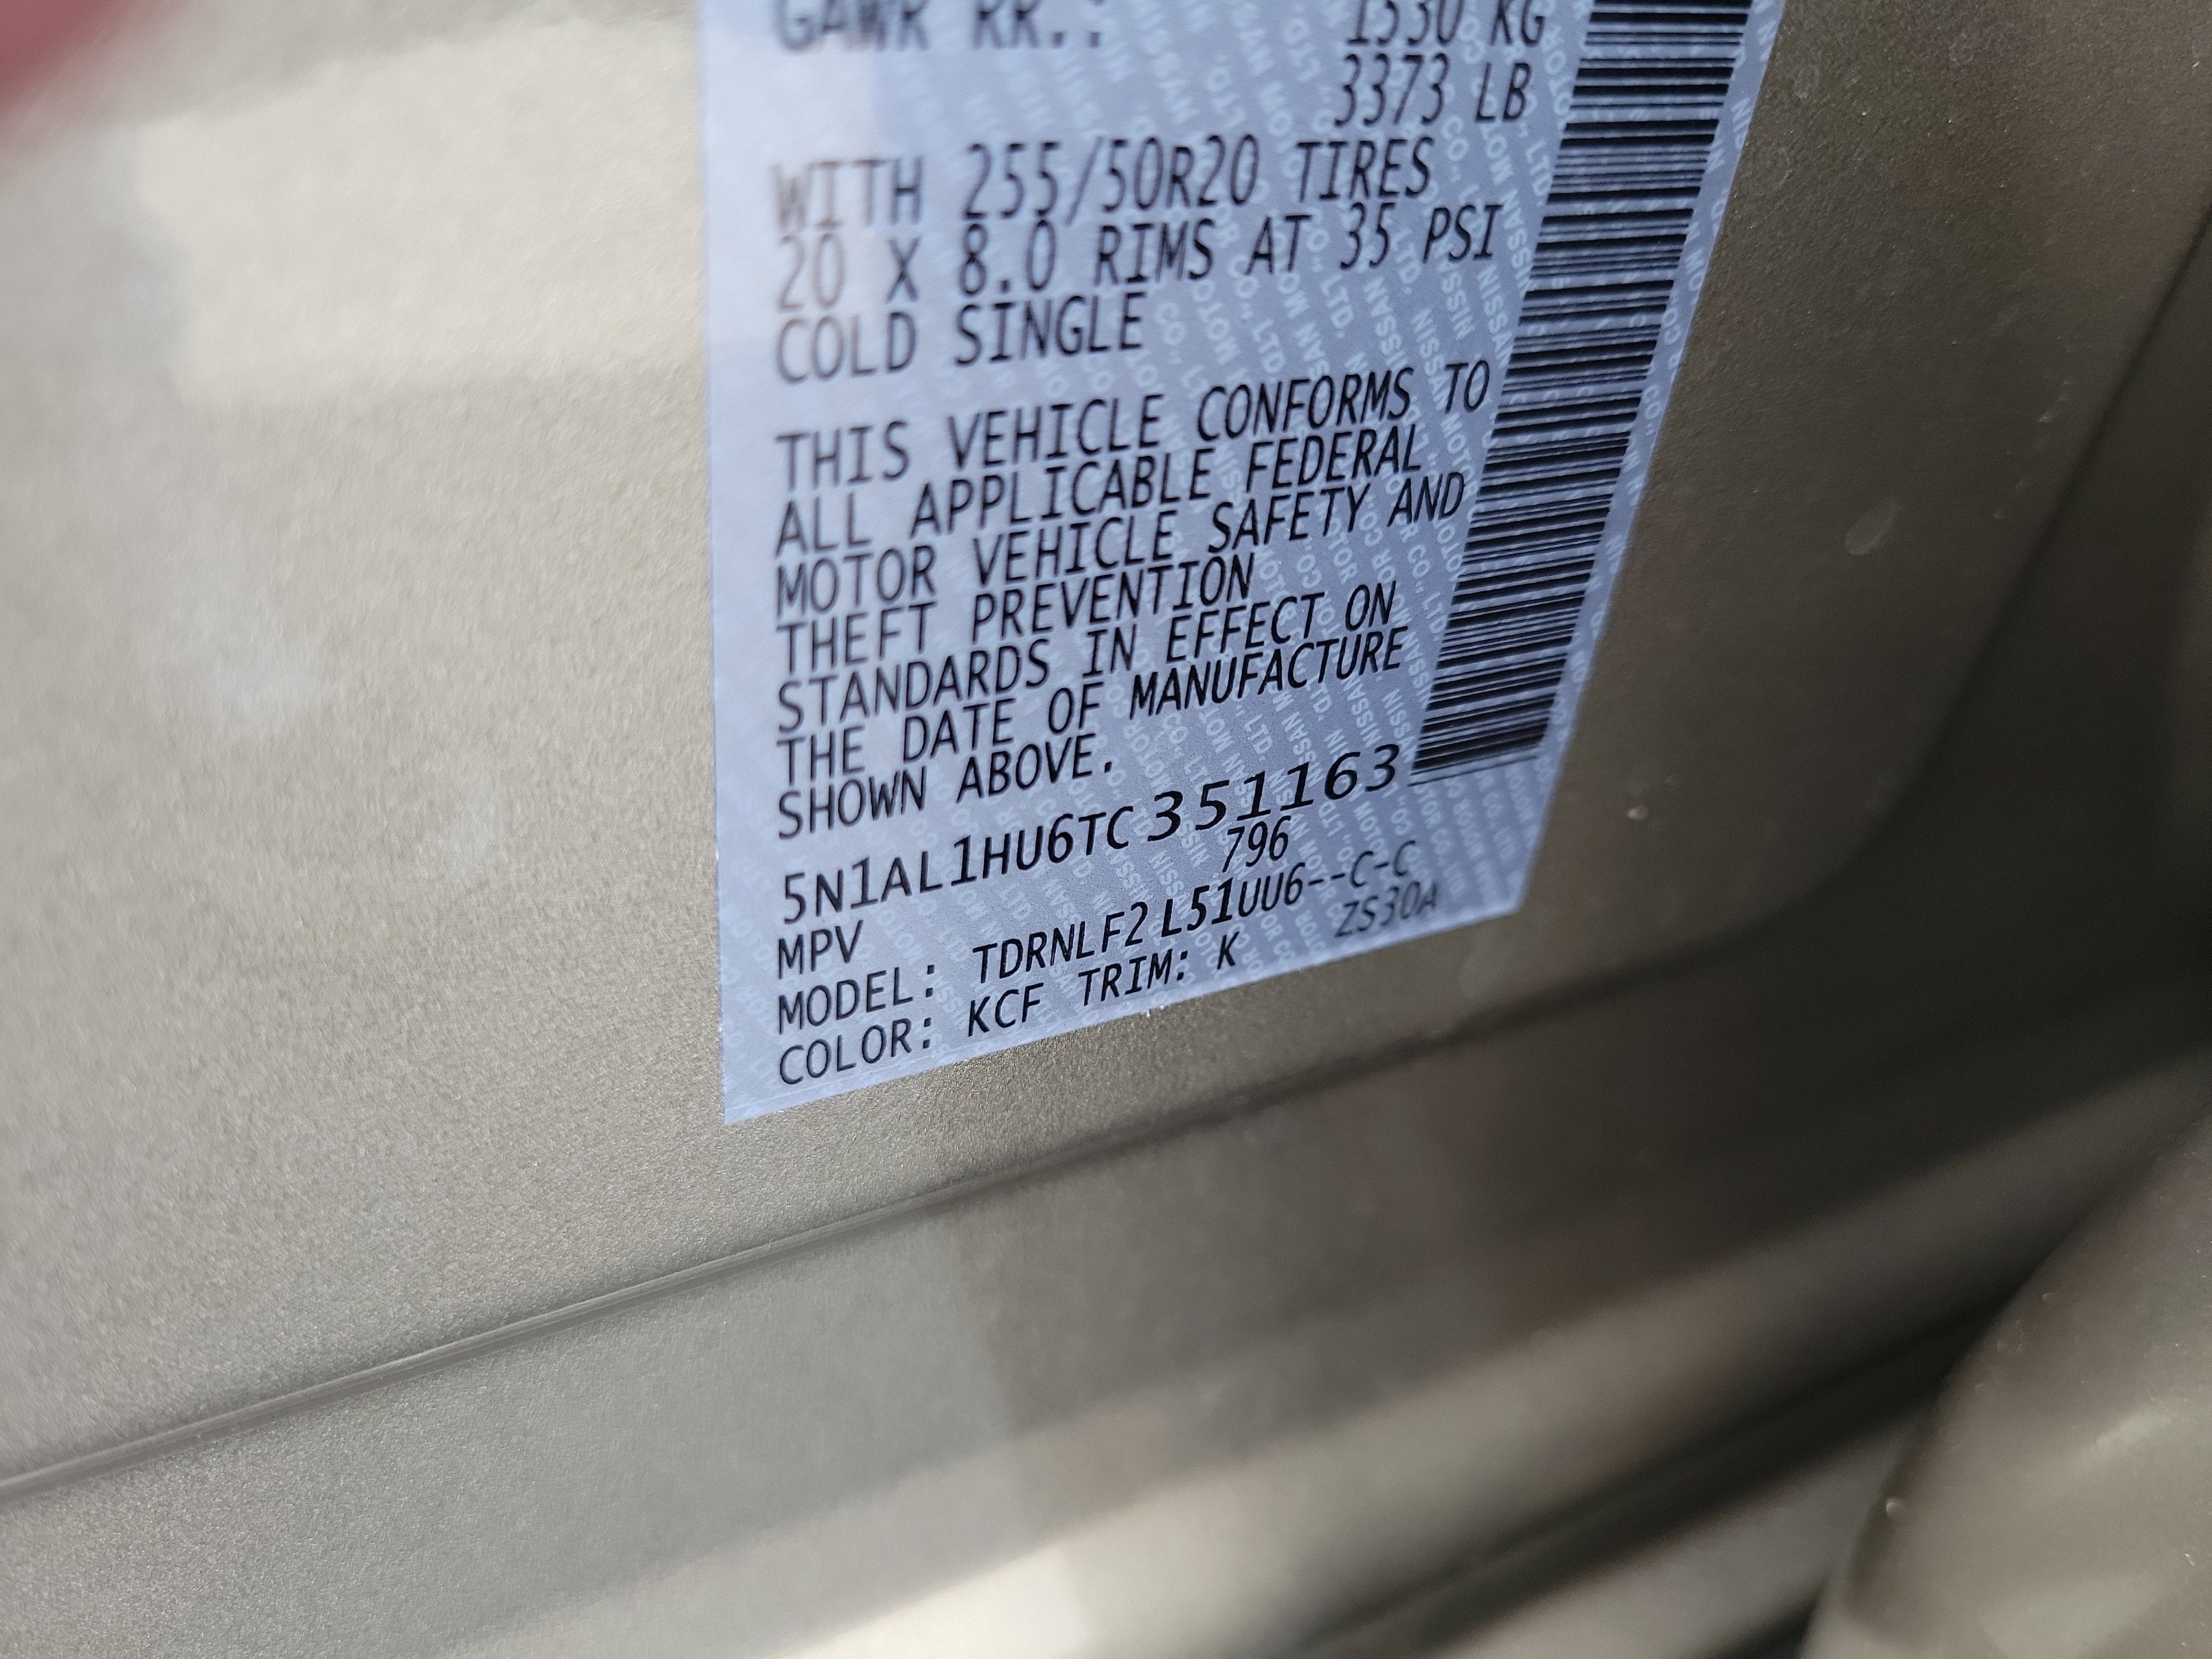 GAWR RR.: 1530 KG
3373 LB
WITH 255/50R20 TIRES
20 X 8.0 RIMS AT 35 PSI
COLD SINGLE
THIS VEHICLE CONFORMS TO
ALL APPLICABLE FEDERAL
MOTOR VEHICLE SAFETY AND
THEFT PREVENTION
STANDARDS IN EFFECT ON
THE DATE OF MANUFACTURE
SHOWN ABOVE.
5N1AL1HU6TC351163
MPV 796
MODEL: TDRNLF2L51UU6--C-C
COLOR: KCF TRIM: K ZS30A